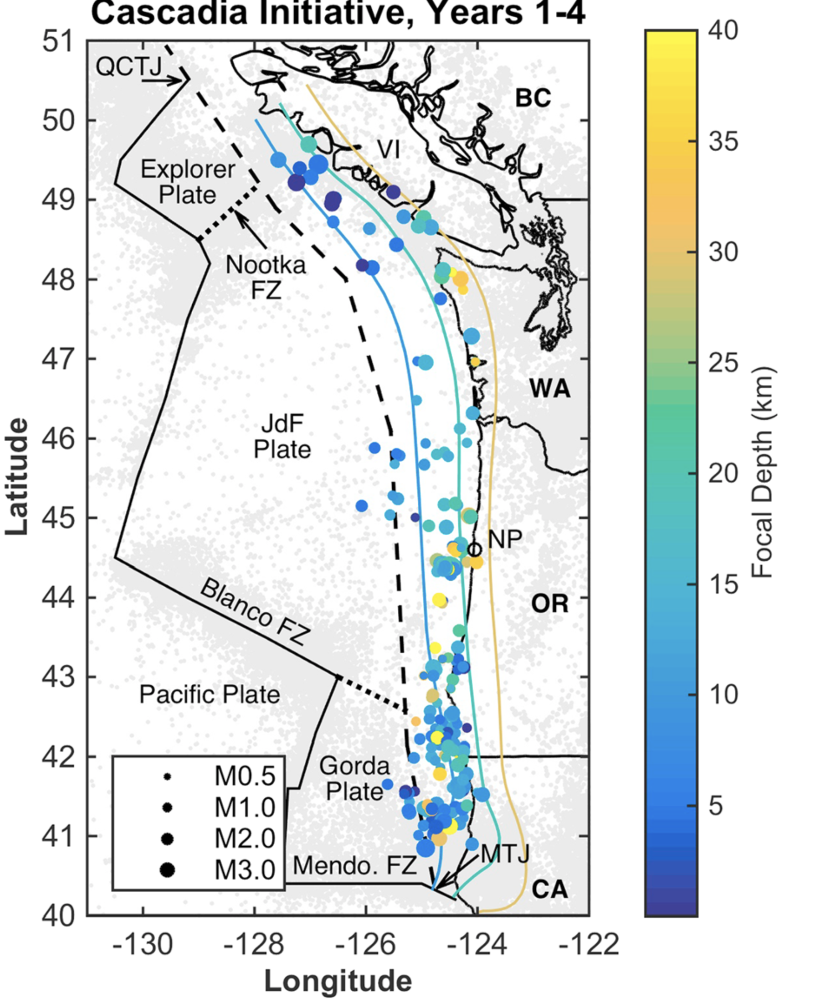 Cascadia Initiative, Years 1-4
51
50
49
48
47
46
45
44
43
42
41
40
Latitude
-130
-128
-126
-124
-122
Longitude
QCTJ
BC
VI
Explorer
Plate
Nootka
FZ
WA
JdF
Plate
NP
OR
Blanco FZ
Pacific Plate
Gorda
Plate
M0.5
M1.0
M2.0
M3.0
Mendo. FZ
MTJ
CA
40
35
30
25
20
15
10
5
Focal Depth (km)